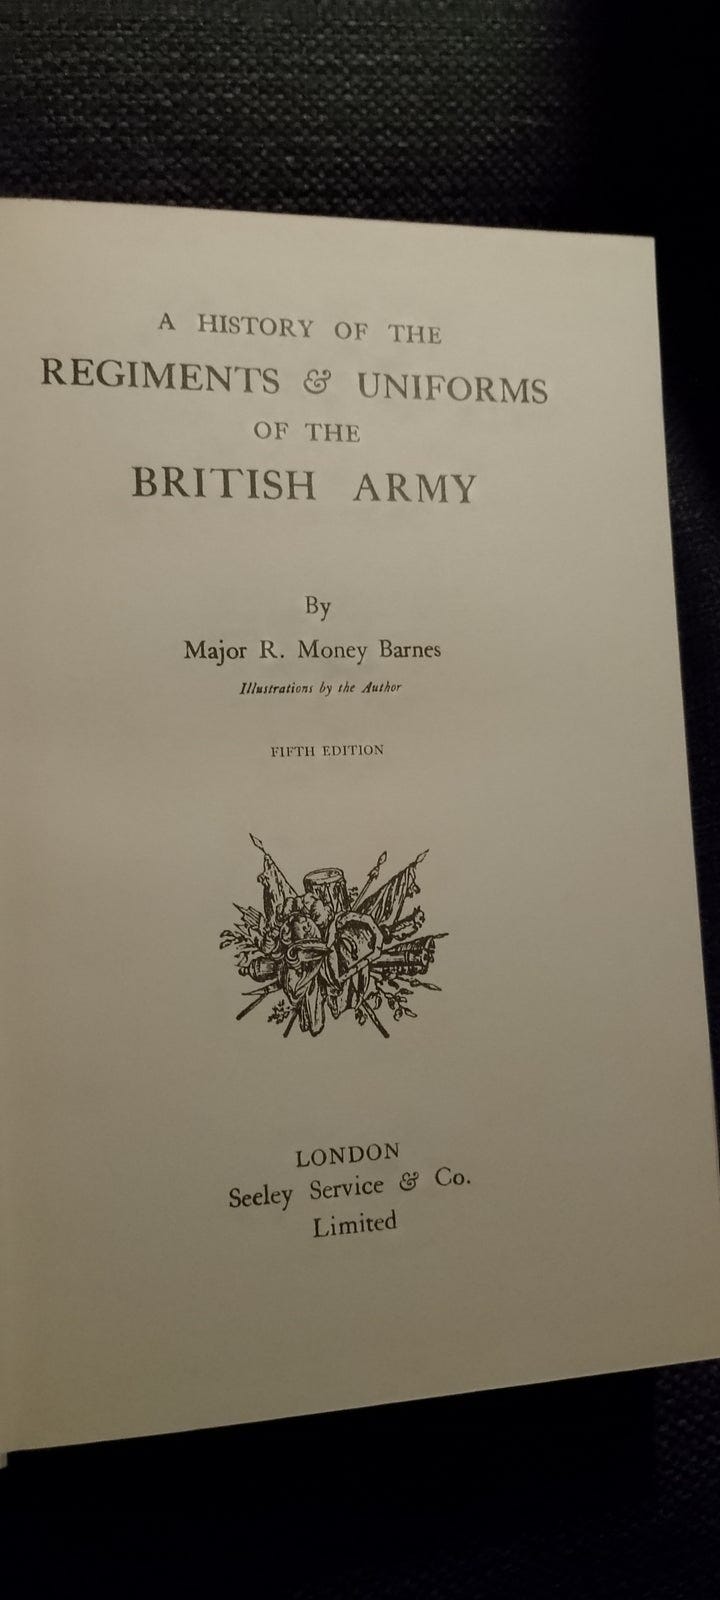 A HISTORY OF THE
REGIMENTS & UNIFORMS
OF THE
BRITISH ARMY
By
Major R. Money Barnes
Illustrations by the Author
FIFTH EDITION
LONDON
Seeley Service & Co.
Limited